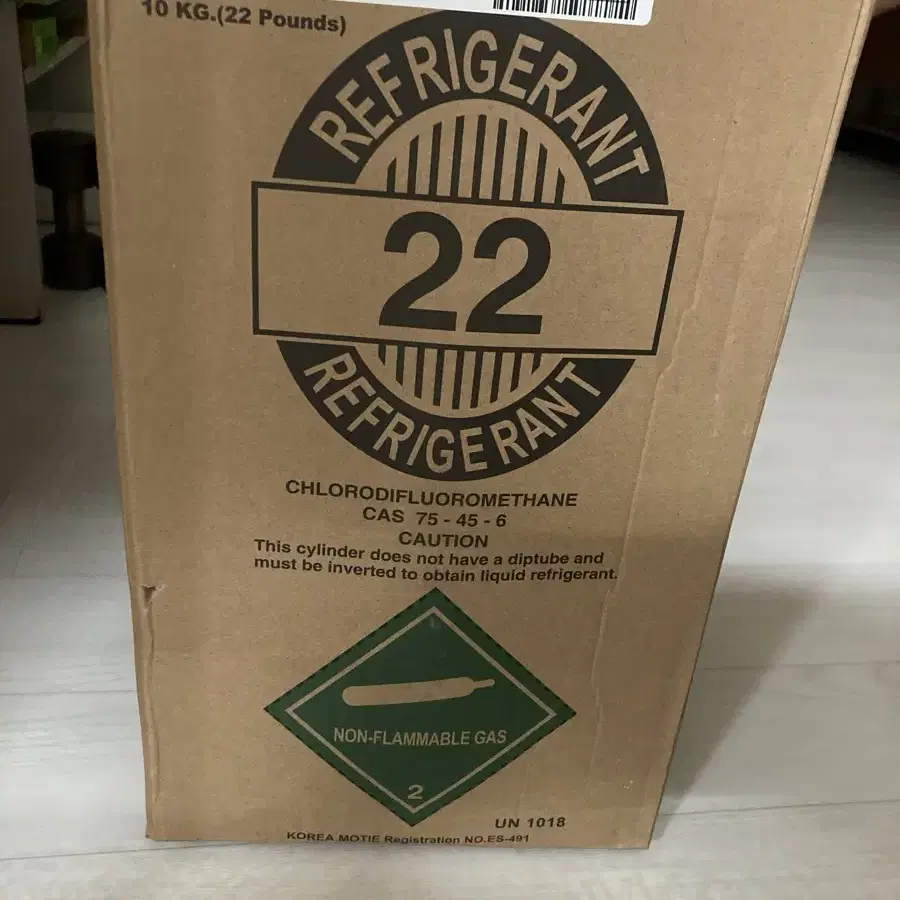 10 KG.(22 Pounds)
REFRIGERANT
22
REFRIGERANT
CHLORODIFLUOROMETHANE
CAS 75 - 45 - 6
CAUTION
This cylinder does not have a diptube and
must be inverted to obtain liquid refrigerant.
NON-FLAMMABLE GAS
2
UN 1018
KOREA MOTIE Registration NO.ES-491